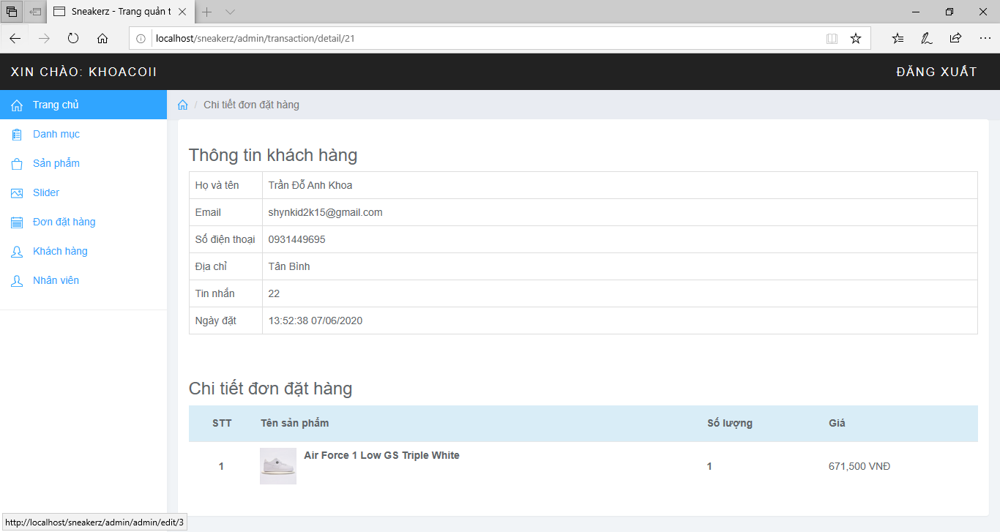 Sneakerz - Trang quản t
localhost/sneakerz/admin/transaction/detail/21
XIN CHÀO: KHOACOII
ĐĂNG XUẤT
Trang chủ
Danh mục
Sản phẩm
Slider
Đơn đặt hàng
Khách hàng
Nhân viên
/ Chi tiết đơn đặt hàng
Thông tin khách hàng
Họ và tên Trần Đỗ Anh Khoa
Email shynkid2k15@gmail.com
Số điện thoại 0931449695
Địa chỉ Tân Bình
Tin nhắn 22
Ngày đặt 13:52:38 07/06/2020
Chi tiết đơn đặt hàng
STT Tên sản phẩm Số lượng Giá
1 Air Force 1 Low GS Triple White 1 671,500 VNĐ
http://localhost/sneakerz/admin/admin/edit/3